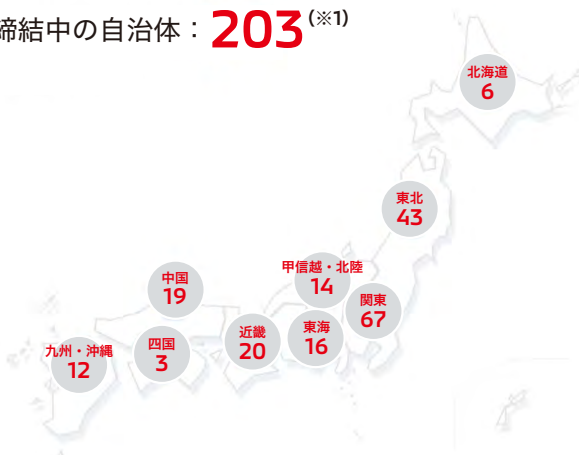 締結中の自治体：203(※1)
北海道
6
東北
43
甲信越・北陸
14
中国
19
関東
67
東海
16
近畿
20
四国
3
九州・沖縄
12